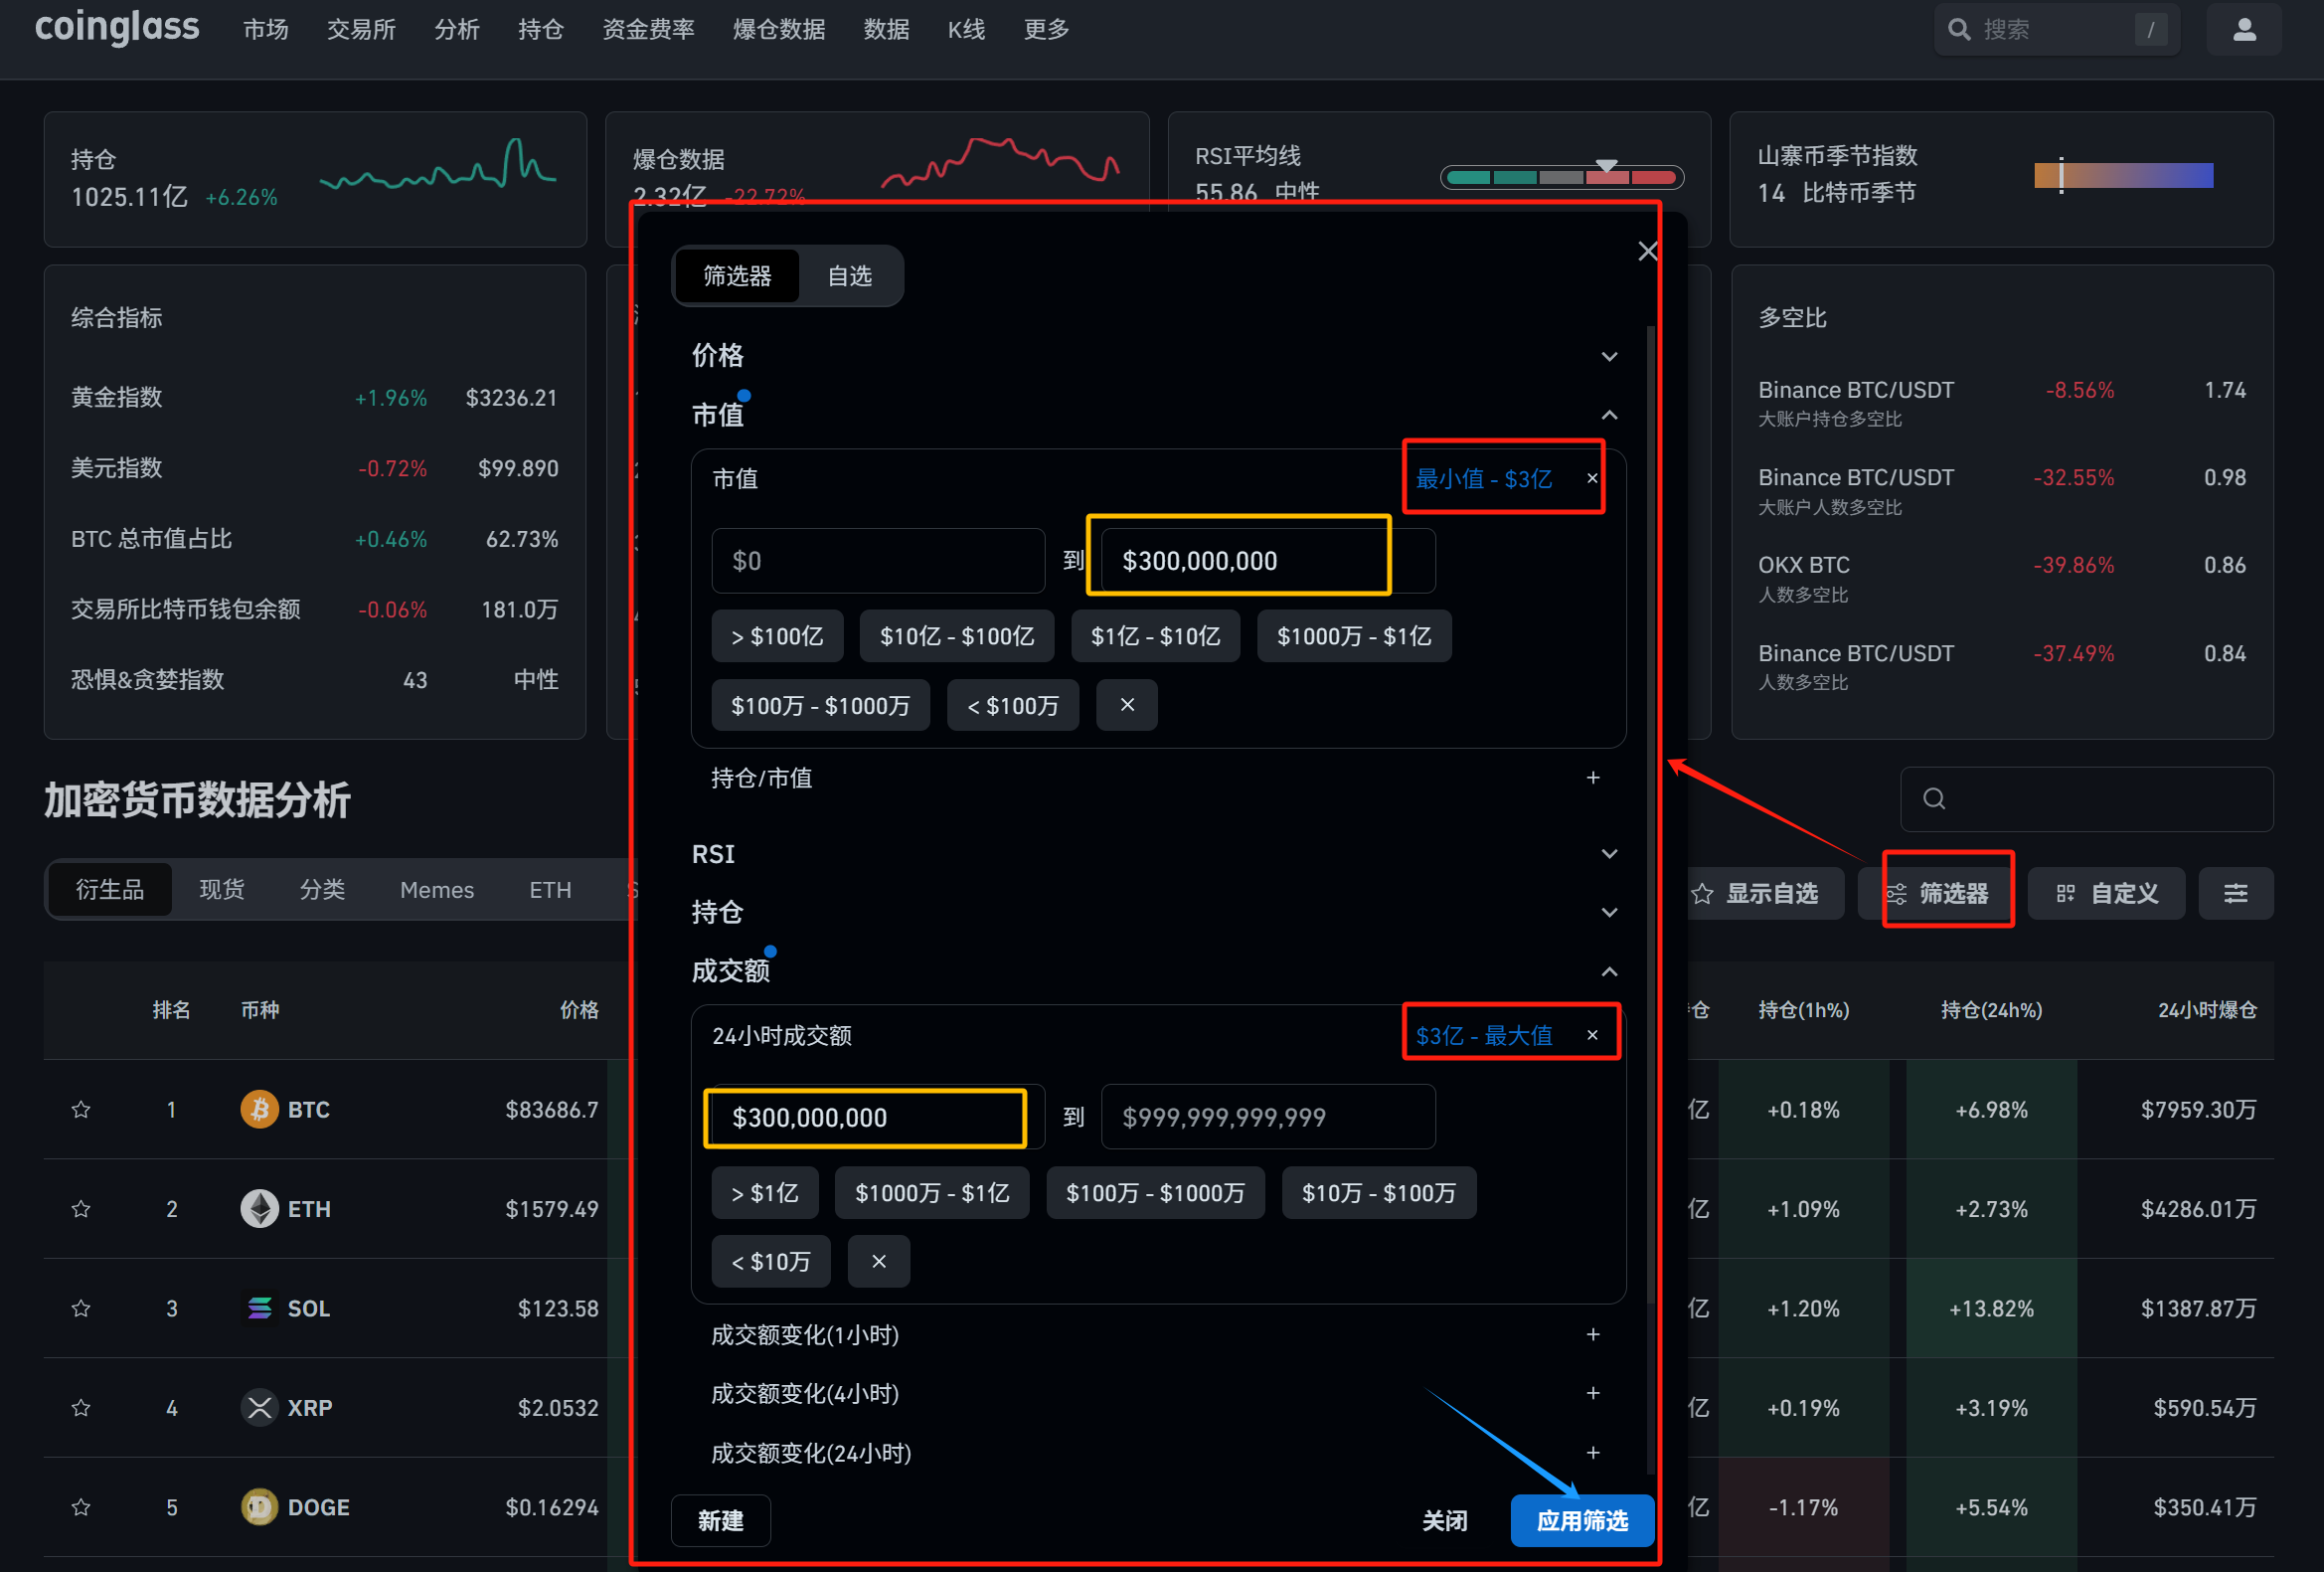 coinglass 市场 交易所 分析 持仓 资金费率 爆仓数据 数据 K线 更多 搜索 /
持仓
1025.11亿 +6.26%
爆仓数据
2.32亿 -22.72%
RSI平均线
55.86 中性
山寨币季节指数
14 比特币季节
综合指标
黄金指数 +1.96% $3236.21
美元指数 -0.72% $99.890
BTC 总市值占比 +0.46% 62.73%
交易所比特币钱包余额 -0.06% 181.0万
恐惧&贪婪指数 43 中性
筛选器 自选
价格
市值
市值 最小值 - $3亿 ×
$0 到 $300,000,000
> $100亿 $10亿 - $100亿 $1亿 - $10亿 $1000万 - $1亿
$100万 - $1000万 < $100万 ×
持仓/市值 +
RSI
持仓
成交额
24小时成交额 $3亿 - 最大值 ×
$300,000,000 到 $999,999,999,999
> $1亿 $1000万 - $1亿 $100万 - $1000万 $10万 - $100万
< $10万 ×
成交额变化(1小时) +
成交额变化(4小时) +
成交额变化(24小时) +
新建 关闭 应用筛选
多空比
Binance BTC/USDT -8.56% 1.74
大账户持仓多空比
Binance BTC/USDT -32.55% 0.98
大账户人数多空比
OKX BTC -39.86% 0.86
人数多空比
Binance BTC/USDT -37.49% 0.84
人数多空比
加密货币数据分析
衍生品 现货 分类 Memes ETH
显示自选 筛选器 自定义
排名 币种 价格 仓 持仓(1h%) 持仓(24h%) 24小时爆仓
1 BTC $83686.7 亿 +0.18% +6.98% $7959.30万
2 ETH $1579.49 亿 +1.09% +2.73% $4286.01万
3 SOL $123.58 亿 +1.20% +13.82% $1387.87万
4 XRP $2.0532 亿 +0.19% +3.19% $590.54万
5 DOGE $0.16294 亿 -1.17% +5.54% $350.41万